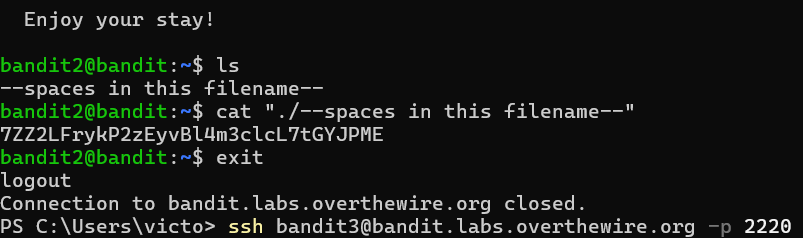 Enjoy your stay!
bandit2@bandit:~$ ls
--spaces in this filename--
bandit2@bandit:~$ cat "./--spaces in this filename--"
7ZZ2LFrykP2zEyvBl4m3clcL7tGYJPME
bandit2@bandit:~$ exit
logout
Connection to bandit.labs.overthewire.org closed.
PS C:\Users\victo> ssh bandit3@bandit.labs.overthewire.org -p 2220